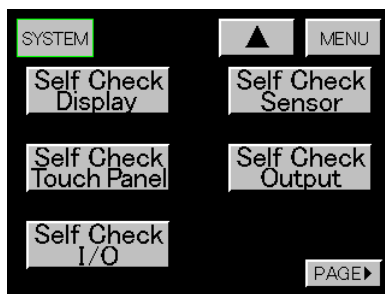 SYSTEM
▲
MENU
Self Check
Display
Self Check
Sensor
Self Check
Touch Panel
Self Check
Output
Self Check
I/O
PAGE▶